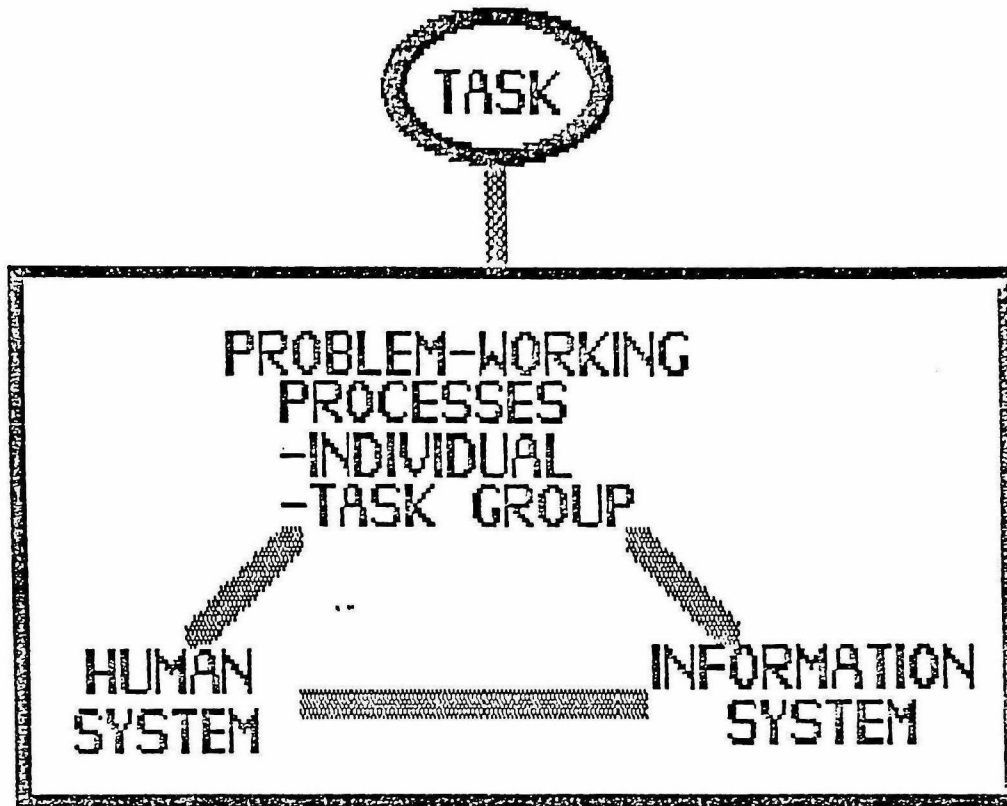 TASK
PROBLEM-WORKING
PROCESSES
-INDIVIDUAL
-TASK GROUP
HUMAN
SYSTEM
INFORMATION
SYSTEM